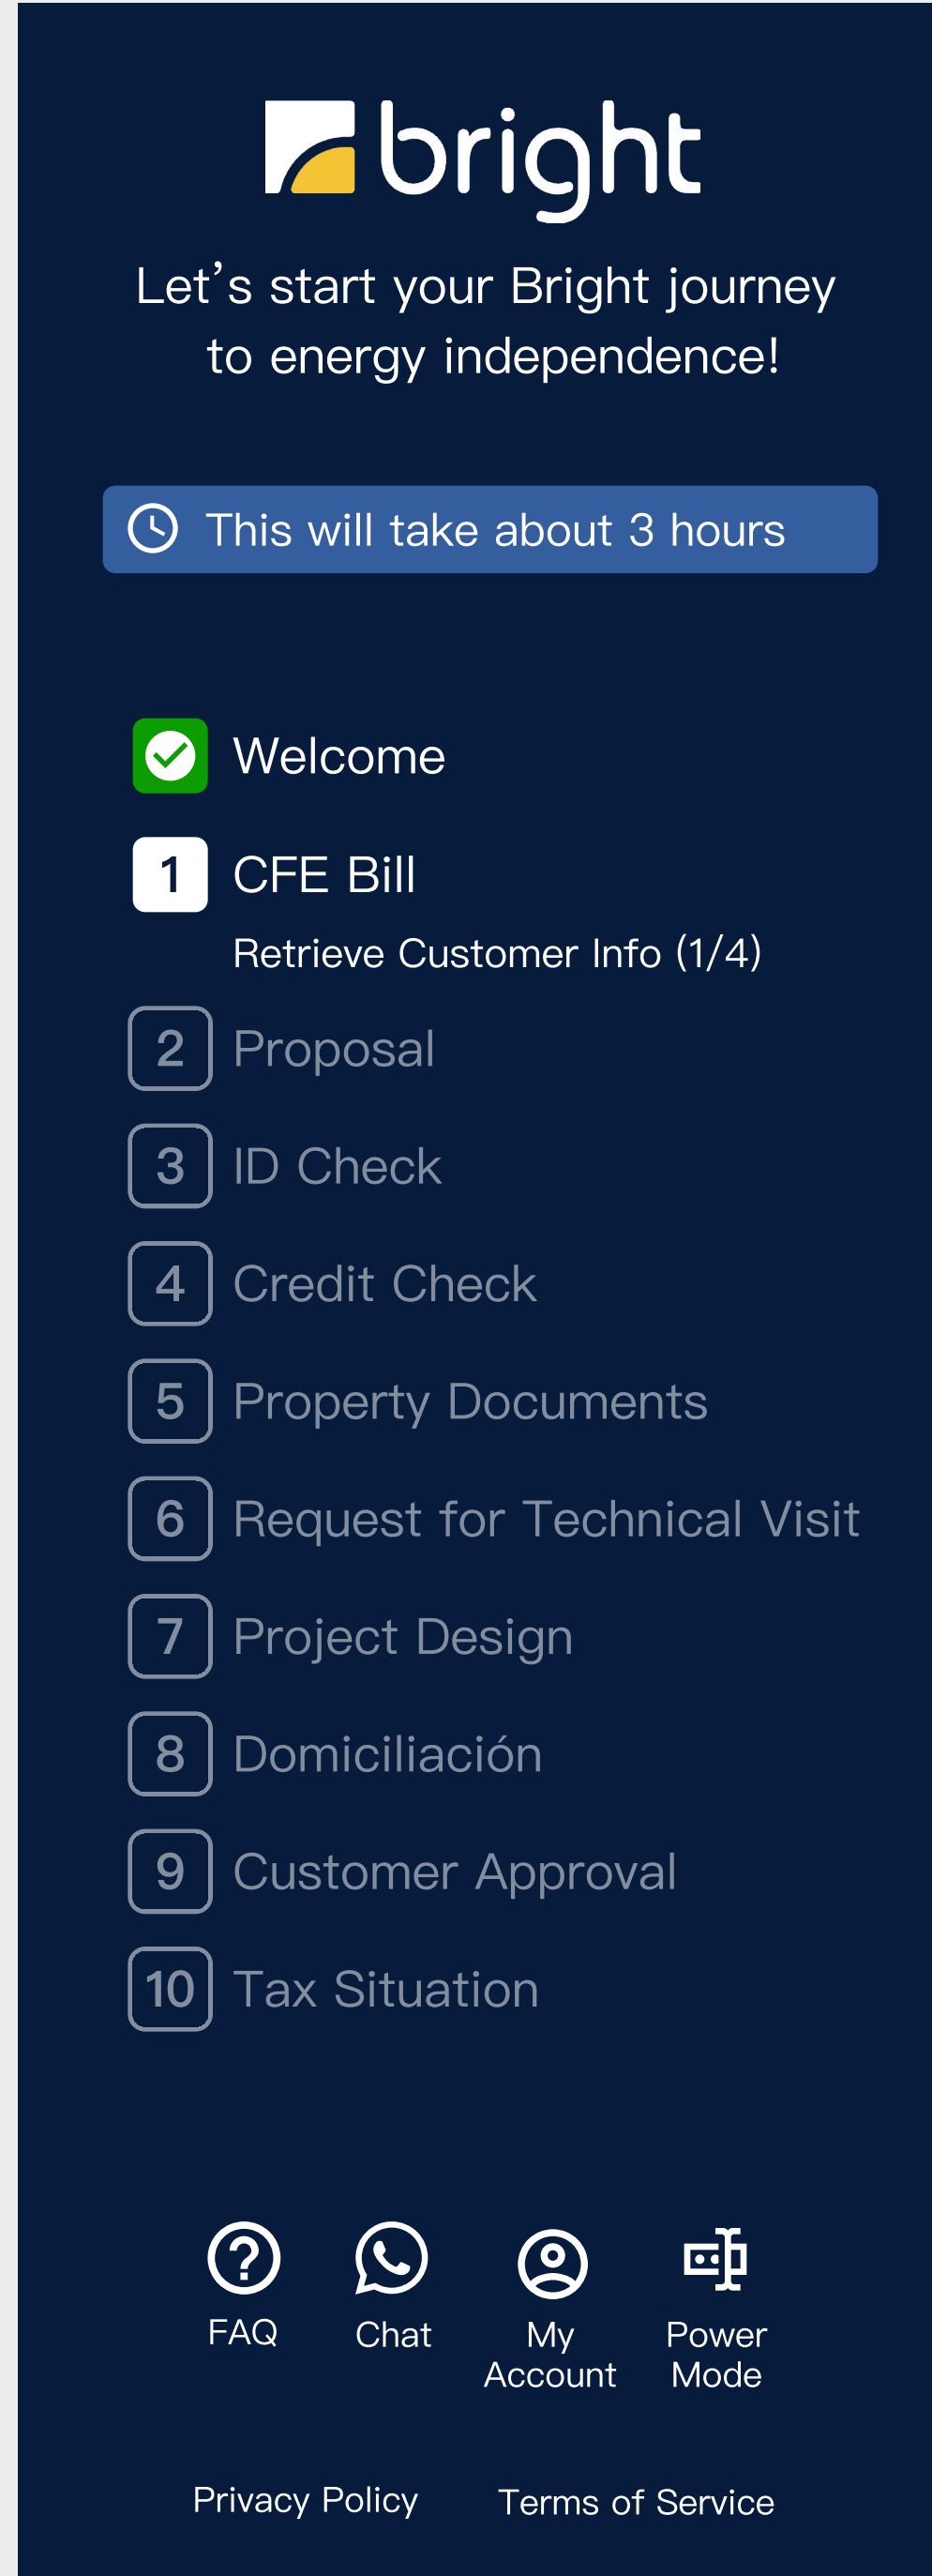 bright
Let's start your Bright journey
to energy independence!
This will take about 3 hours
Welcome
1 CFE Bill
Retrieve Customer Info (1/4)
2 Proposal
3 ID Check
4 Credit Check
5 Property Documents
6 Request for Technical Visit
7 Project Design
8 Domiciliación
9 Customer Approval
10 Tax Situation
FAQ Chat My Power
Account Mode
Privacy Policy Terms of Service